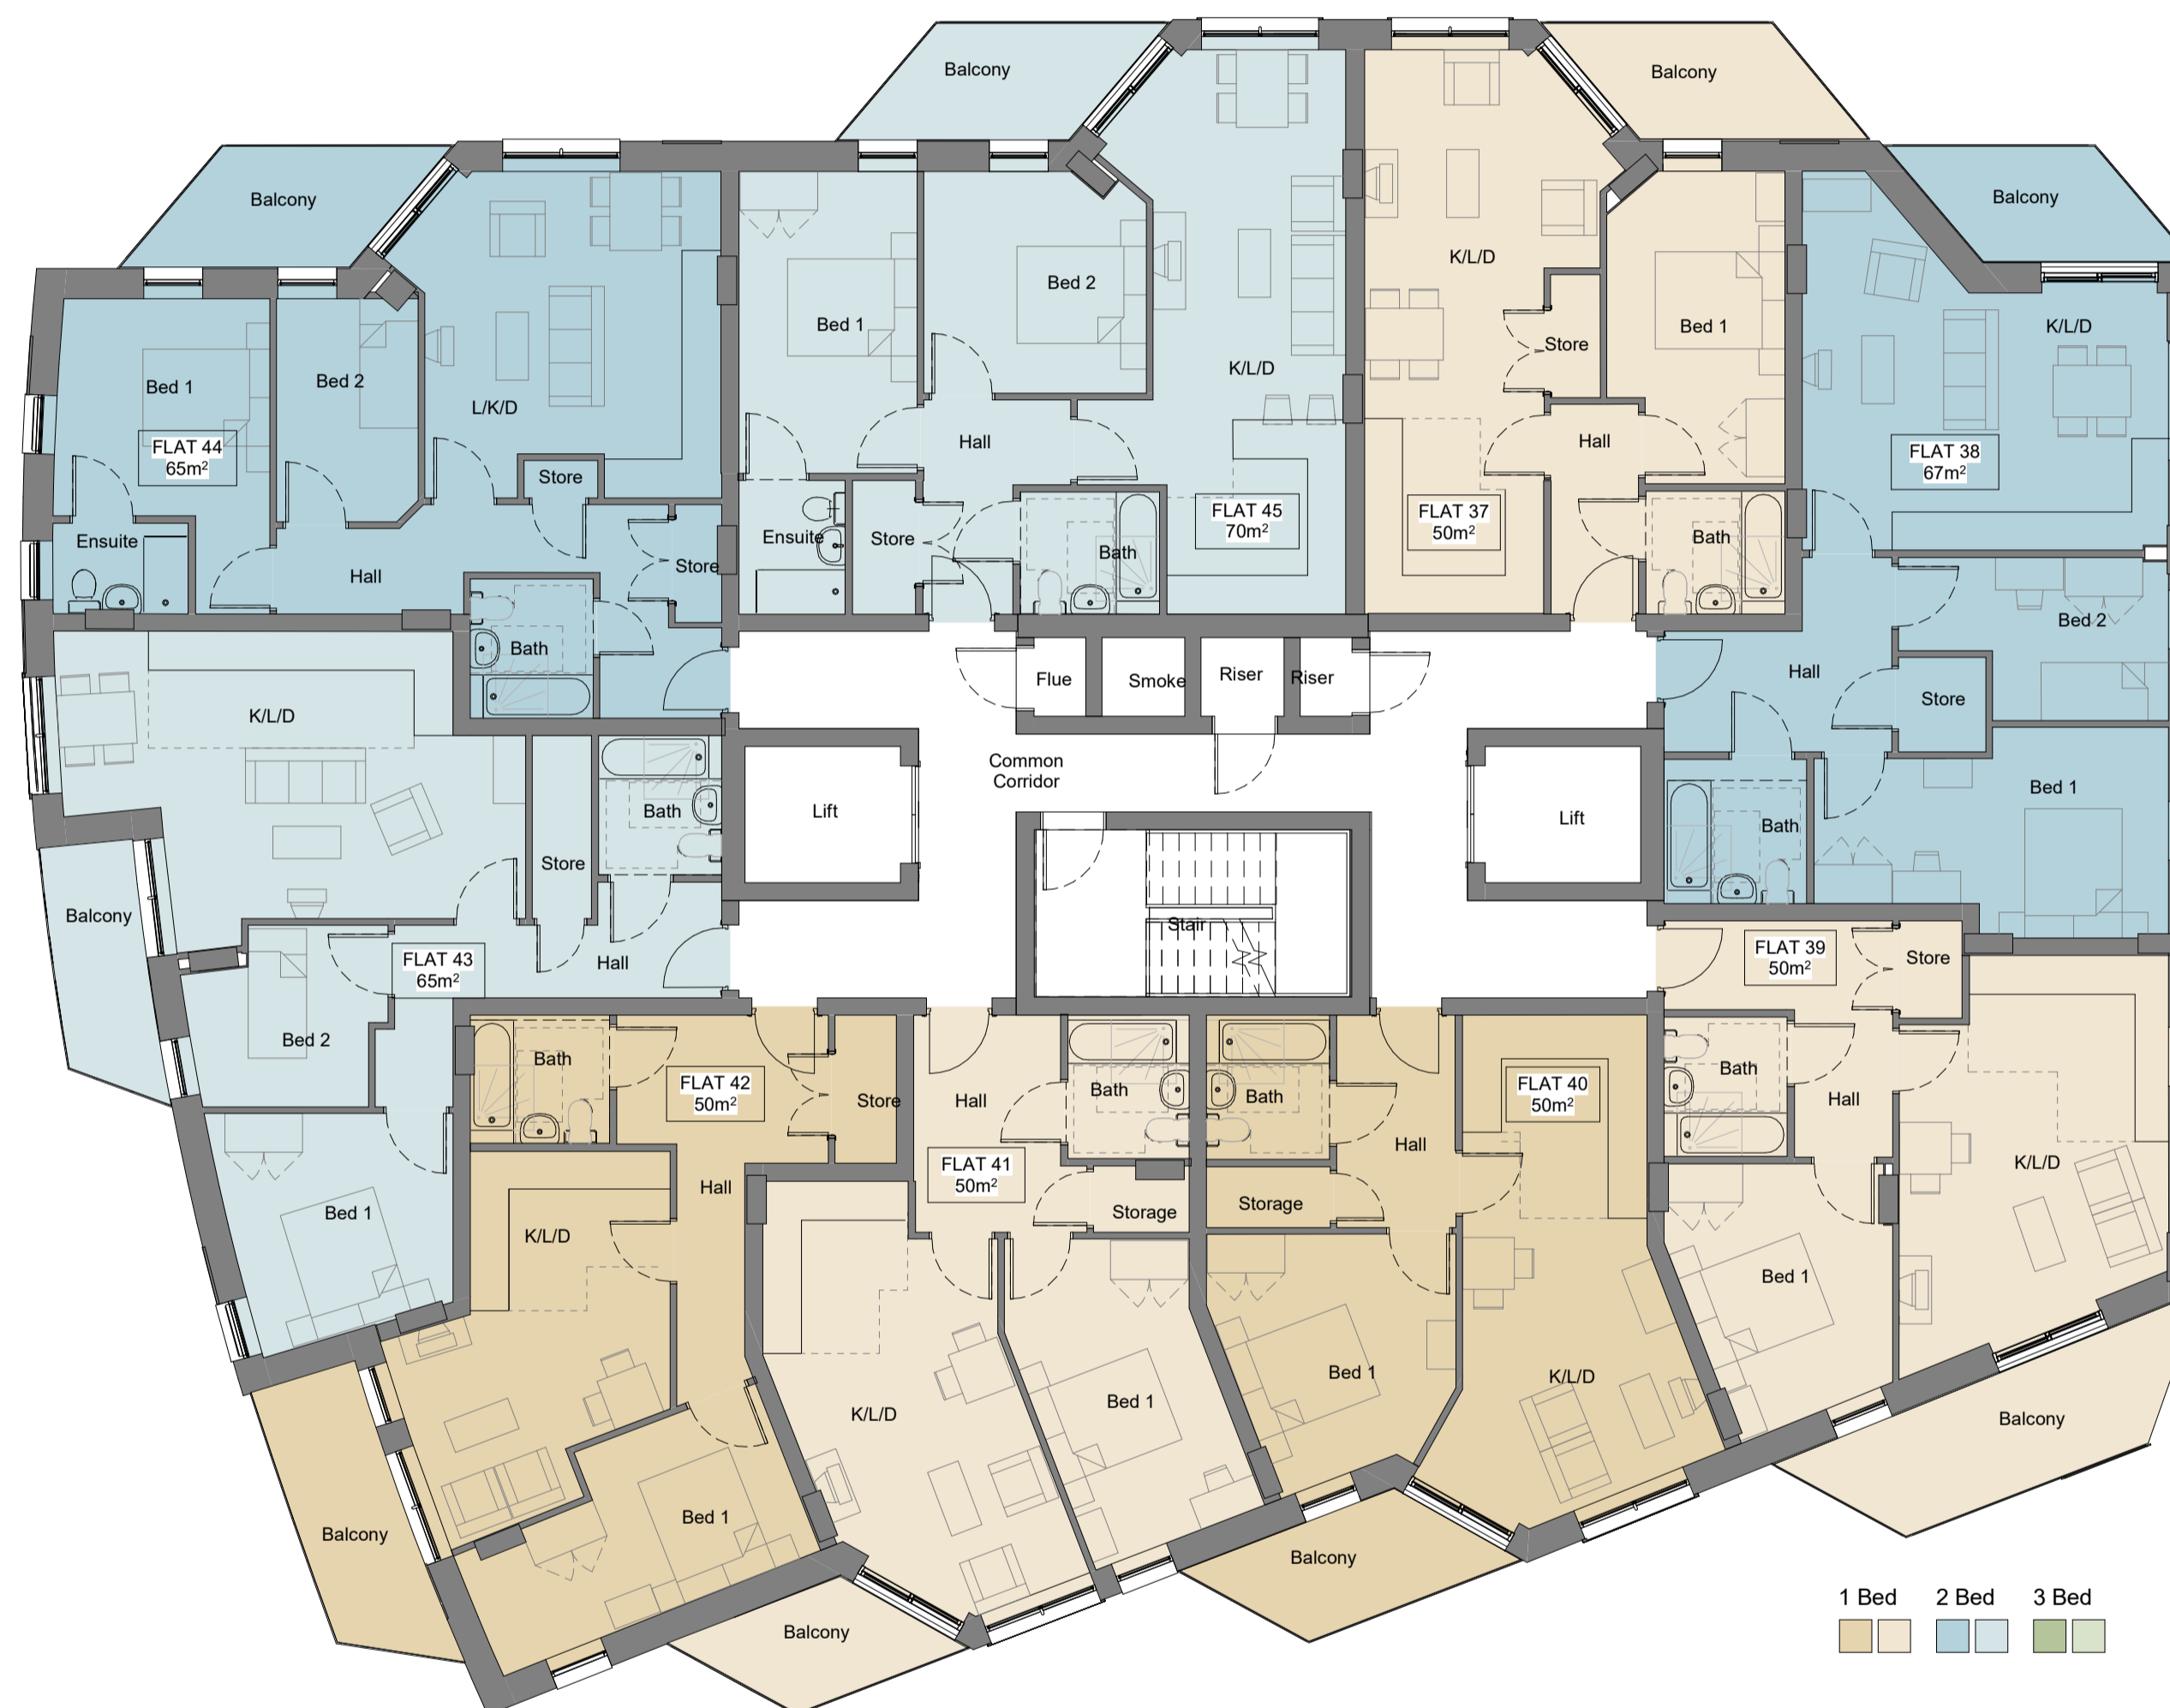 Balcony
Balcony
Balcony
Balcony
Balcony
Bed 1
Bed 2
L/K/D
FLAT 44
65m²
Store
Ensuite
Hall
Store
Bath
Bed 1
Bed 2
K/L/D
Hall
Ensuite
Store
Bath
FLAT 45
70m²
K/L/D
Store
Bed 1
Hall
FLAT 37
50m²
Bath
K/L/D
FLAT 38
67m²
Bed 2
Hall
Store
Bed 1
Bath
Flue
Smoke
Riser
Riser
Common
Corridor
Lift
Lift
Stair
K/L/D
Bath
Store
Balcony
FLAT 43
65m²
Hall
Bed 2
Bed 1
Bath
FLAT 42
50m²
Store
Hall
K/L/D
Bed 1
Balcony
Hall
Bath
FLAT 41
50m²
Storage
K/L/D
Bed 1
Balcony
Bath
FLAT 40
50m²
Hall
Storage
Bed 1
K/L/D
Balcony
FLAT 39
50m²
Store
Bath
Hall
K/L/D
Bed 1
Balcony
1 Bed
2 Bed
3 Bed